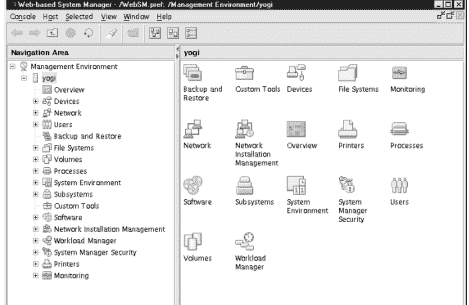 Web-based System Manager - /WebSM.pref: /Management Environment/yogi
Console Host Selected View Window Help
Navigation Area
Management Environment
yogi
Overview
Devices
Network
Users
Backup and Restore
File Systems
Volumes
Processes
System Environment
Subsystems
Custom Tools
Software
Network Installation Management
Workload Manager
System Manager Security
Printers
Monitoring
yogi
Backup and Restore
Custom Tools
Devices
File Systems
Monitoring
Network
Network Installation Management
Overview
Printers
Processes
Software
Subsystems
System Environment
System Manager Security
Users
Volumes
Workload Manager